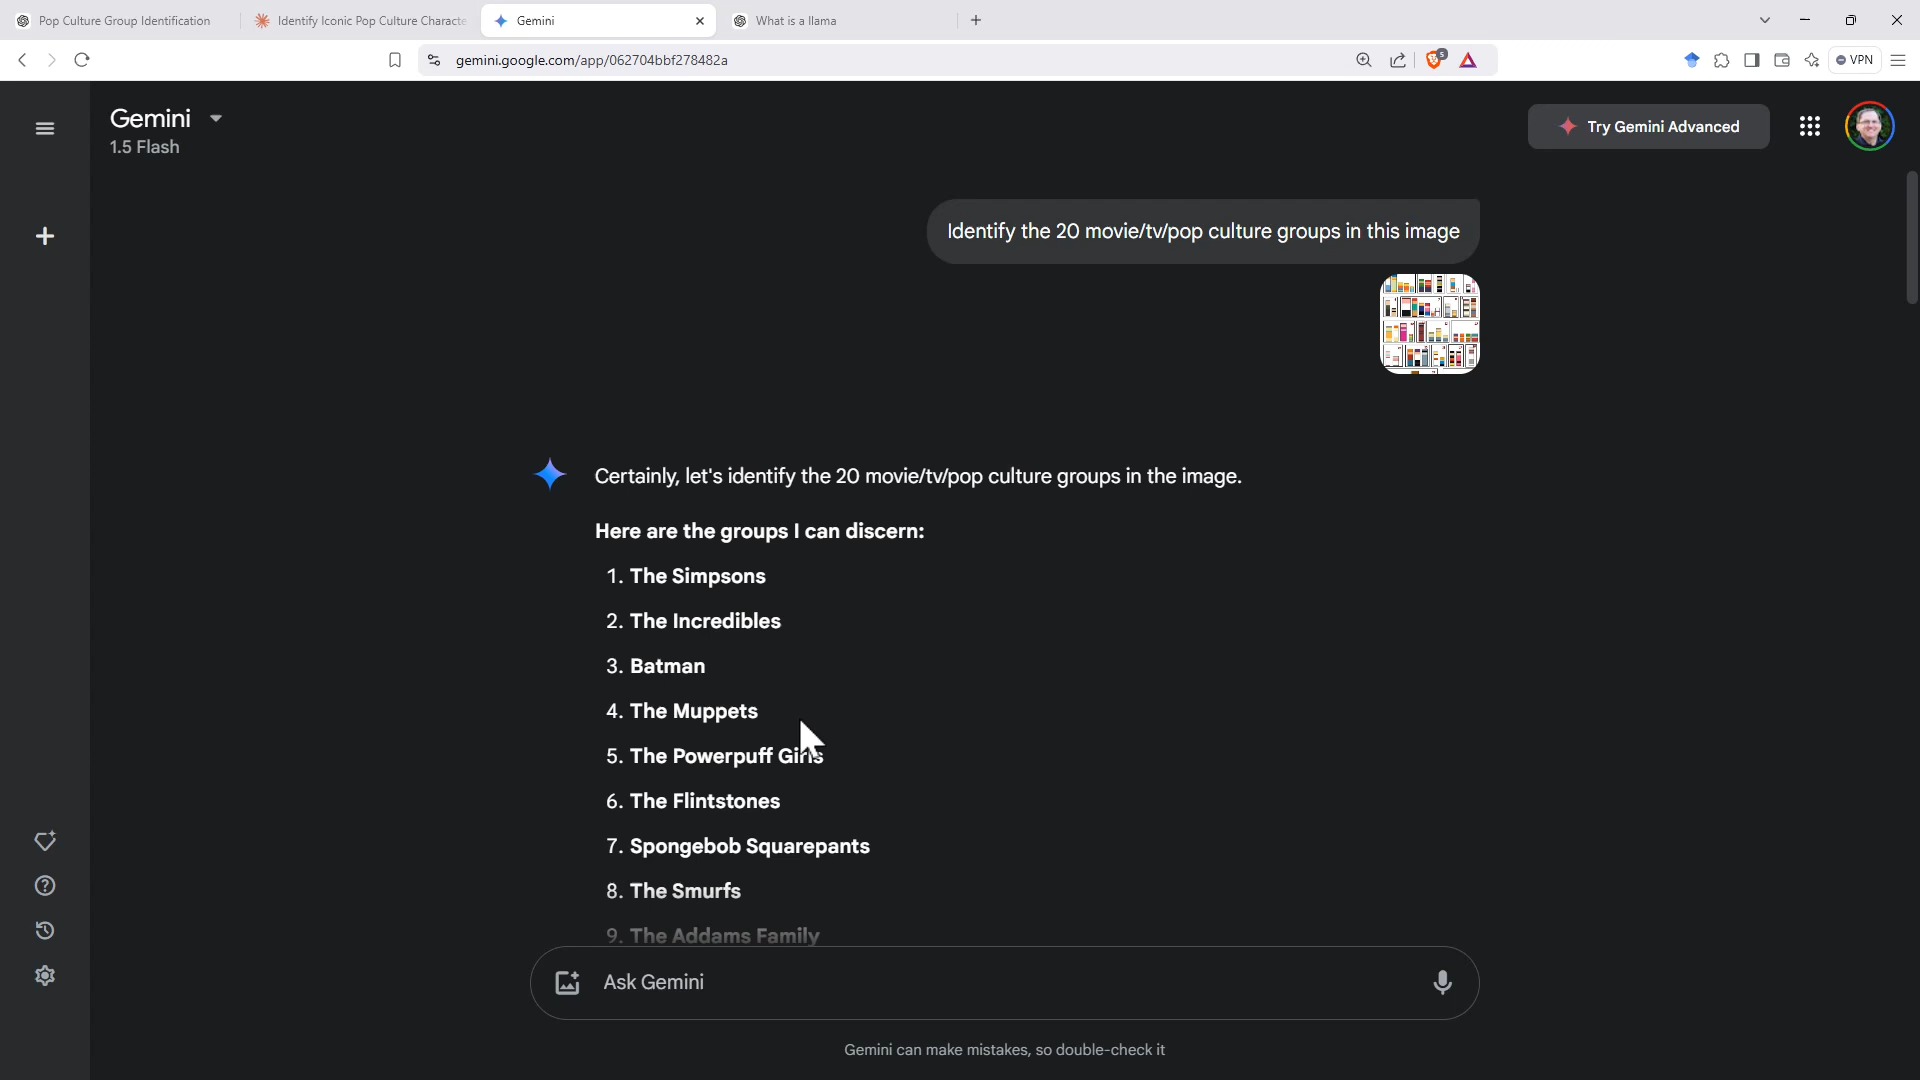 Pop Culture Group Identification
Identify Iconic Pop Culture Characte
Gemini
What is a llama
gemini.google.com/app/062704bbf278482a
5
VPN
Gemini
1.5 Flash
Try Gemini Advanced
Identify the 20 movie/tv/pop culture groups in this image
Certainly, let's identify the 20 movie/tv/pop culture groups in the image.
Here are the groups I can discern:
1. The Simpsons
2. The Incredibles
3. Batman
4. The Muppets
5. The Powerpuff Girls
6. The Flintstones
7. Spongebob Squarepants
8. The Smurfs
9. The Addams Family
Ask Gemini
Gemini can make mistakes, so double-check it